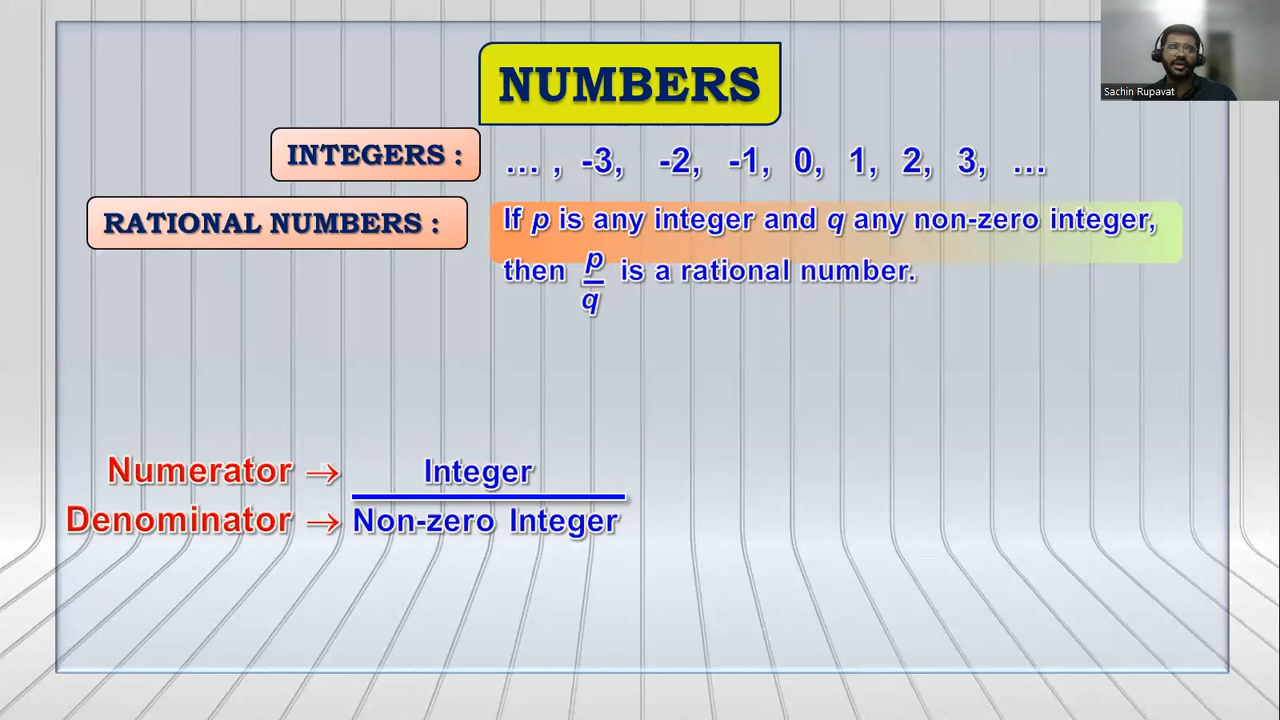 Sachin Rupavat
NUMBERS
INTEGERS : … , -3, -2, -1, 0, 1, 2, 3, …
RATIONAL NUMBERS : If p is any integer and q any non-zero integer,
then p/q is a rational number.
Numerator → Integer
Denominator → Non-zero Integer